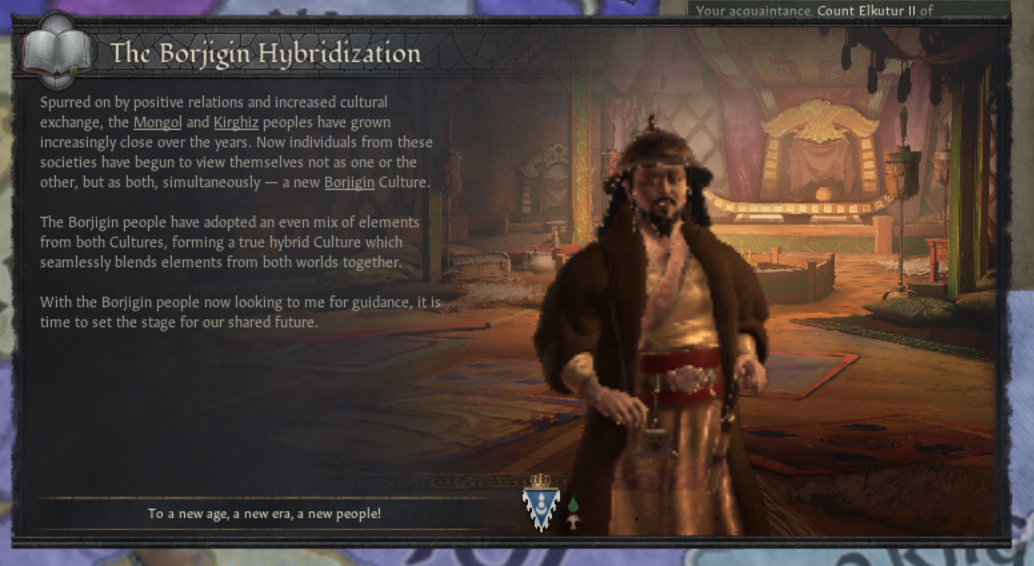 Your acquaintance, Count Elkutur II of
The Borjigin Hybridization
Spurred on by positive relations and increased cultural
exchange, the Mongol and Kirghiz peoples have grown
increasingly close over the years. Now individuals from these
societies have begun to view themselves not as one or the
other, but as both, simultaneously — a new Borjigin Culture.
The Borjigin people have adopted an even mix of elements
from both Cultures, forming a true hybrid Culture which
seamlessly blends elements from both worlds together.
With the Borjigin people now looking to me for guidance, it is
time to set the stage for our shared future.
To a new age, a new era, a new people!